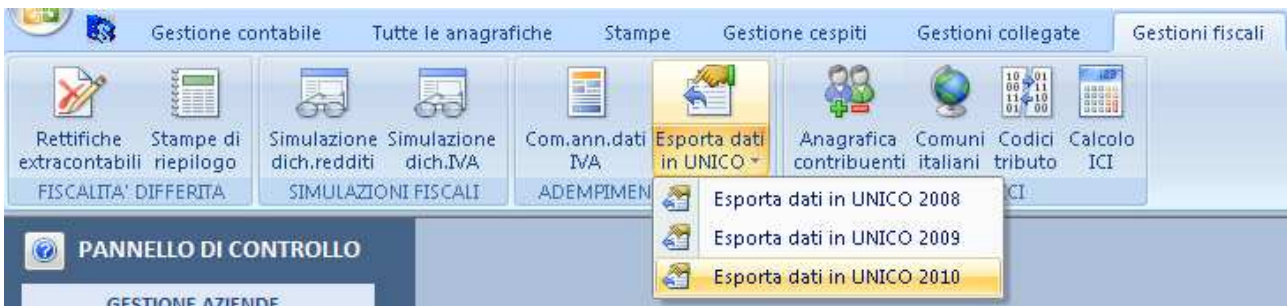 Gestione contabile Tutte le anagrafiche Stampe Gestione cespiti Gestioni collegate Gestioni fiscali
Rettifiche extracontabili
Stampe di riepilogo
FISCALITA' DIFFERITA
Simulazione dich.redditi
Simulazione dich.IVA
SIMULAZIONI FISCALI
Com.ann.dati IVA
Esporta dati in UNICO
ADEMPIMEN
Anagrafica contribuenti
Comuni italiani
Codici tributo
Calcolo ICI
CI
Esporta dati in UNICO 2008
Esporta dati in UNICO 2009
Esporta dati in UNICO 2010
PANNELLO DI CONTROLLO
GESTIONE AZIENDE